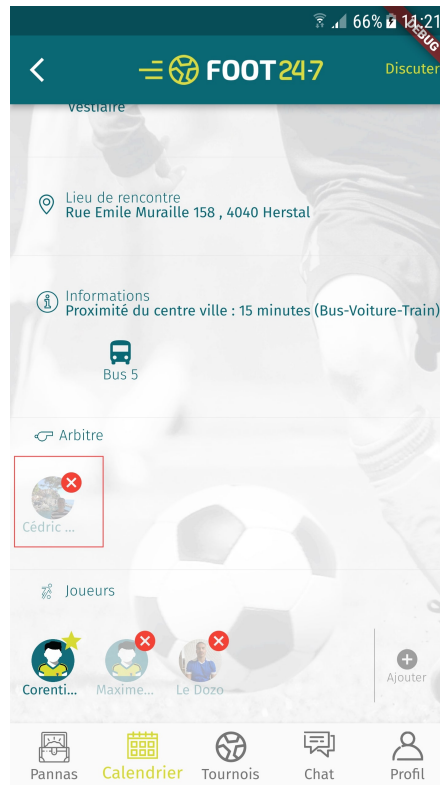 66% 11:21
DEBUG
FOOT24-7
Discuter
Vestiaire
Lieu de rencontre
Rue Emile Muraille 158 , 4040 Herstal
Informations
Proximité du centre ville : 15 minutes (Bus-Voiture-Train)
Bus 5
Arbitre
Cédric ...
Joueurs
Corenti... Maxime... Le Dozo Ajouter
Pannas Calendrier Tournois Chat Profil